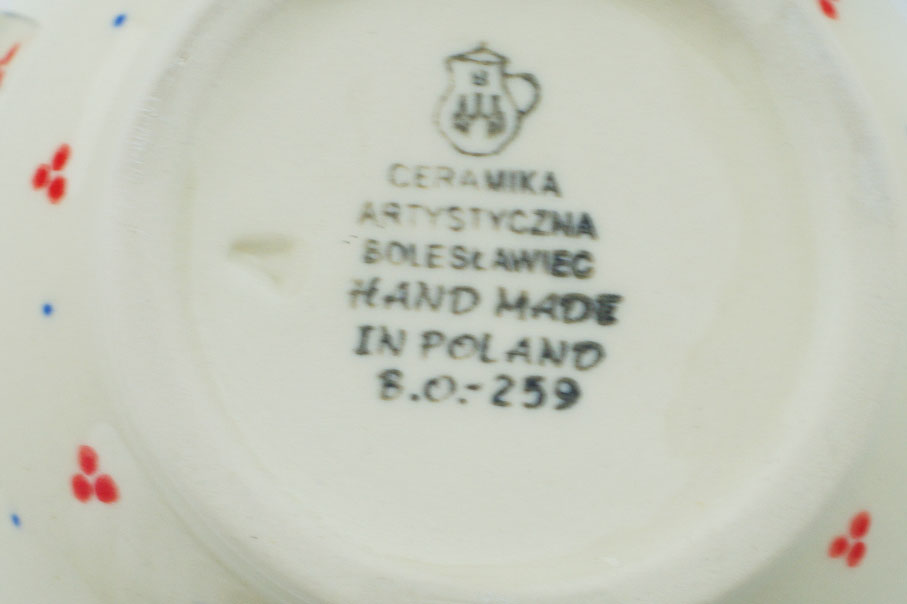 B
CERAMIKA
ARTYSTYCZNA
BOLESŁAWIEC
HAND MADE
IN POLAND
B.O.-259